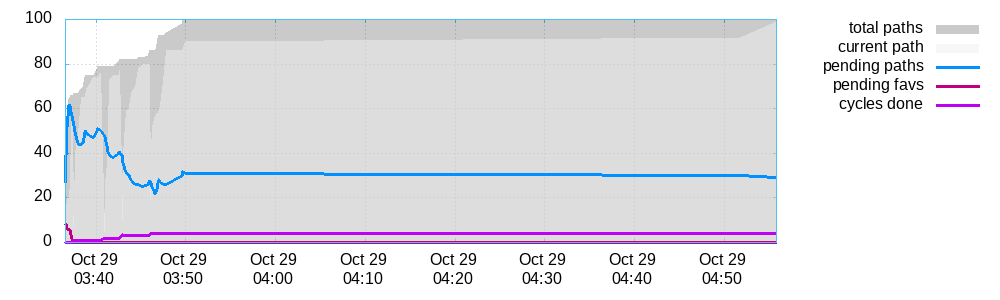 100
80
60
40
20
0
Oct 29 Oct 29 Oct 29 Oct 29 Oct 29 Oct 29 Oct 29 Oct 29
03:40 03:50 04:00 04:10 04:20 04:30 04:40 04:50
total paths
current path
pending paths
pending favs
cycles done